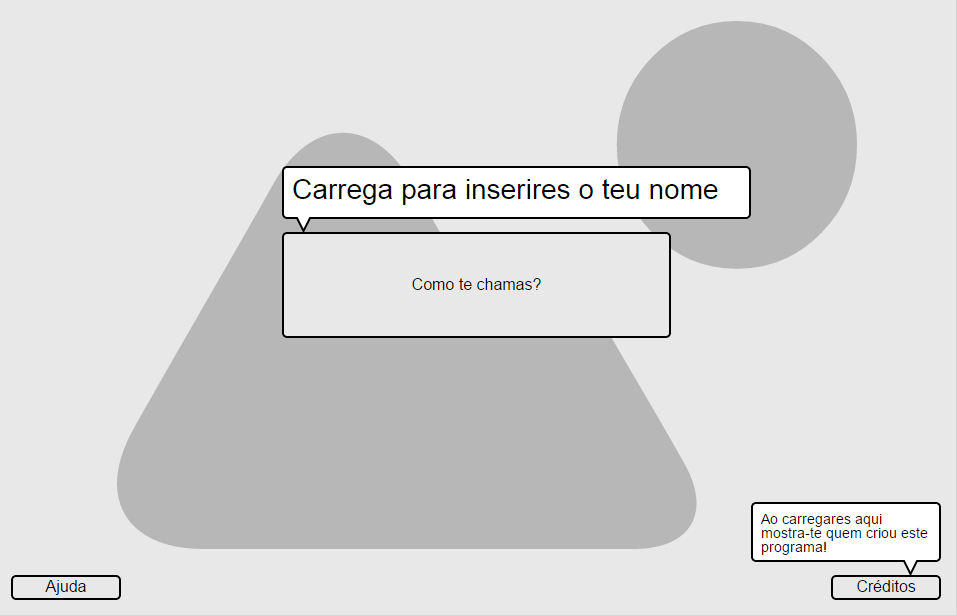 Carrega para inserires o teu nome
Como te chamas?
Ao carregares aqui
mostra-te quem criou este
programa!
Ajuda
Créditos